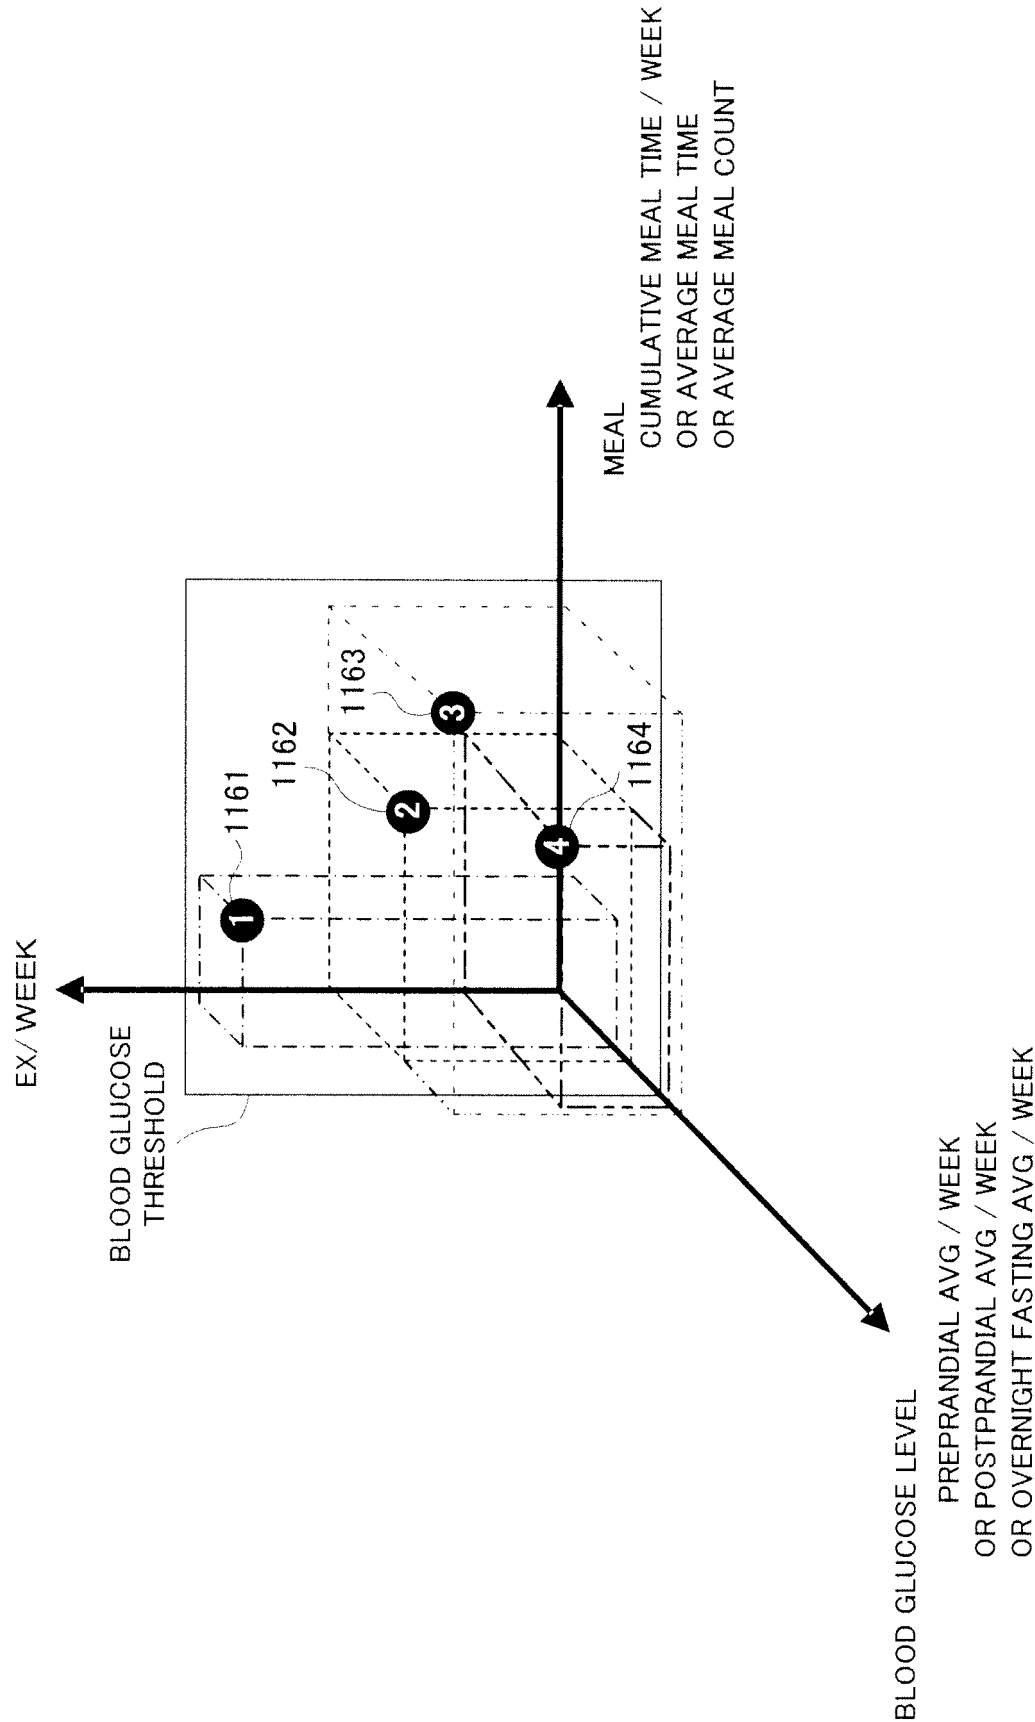 EX/WEEK
BLOOD GLUCOSE
THRESHOLD
1161
1162
1163
1164
1
2
3
4
MEAL
CUMULATIVE MEAL TIME / WEEK
OR AVERAGE MEAL TIME
OR AVERAGE MEAL COUNT
BLOOD GLUCOSE LEVEL
PREPRANDIAL AVG / WEEK
OR POSTPRANDIAL AVG / WEEK
OR OVERNIGHT FASTING AVG / WEEK